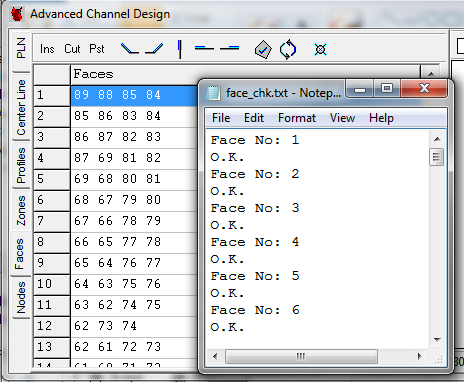 Advanced Channel Design
Ins Cut Pst
PLN
Center Line
Profiles
Zones
Faces
Nodes
Faces
1 89 88 85 84
2 85 86 83 84
3 86 87 82 83
4 87 69 81 82
5 69 68 80 81
6 68 67 79 80
7 67 66 78 79
8 66 65 77 78
9 65 64 76 77
10 64 63 75 76
11 63 62 74 75
12 62 73 74
13 62 61 72 73
face_chk.txt - Notep...
File Edit Format View Help
Face No: 1
O.K.
Face No: 2
O.K.
Face No: 3
O.K.
Face No: 4
O.K.
Face No: 5
O.K.
Face No: 6
O.K.